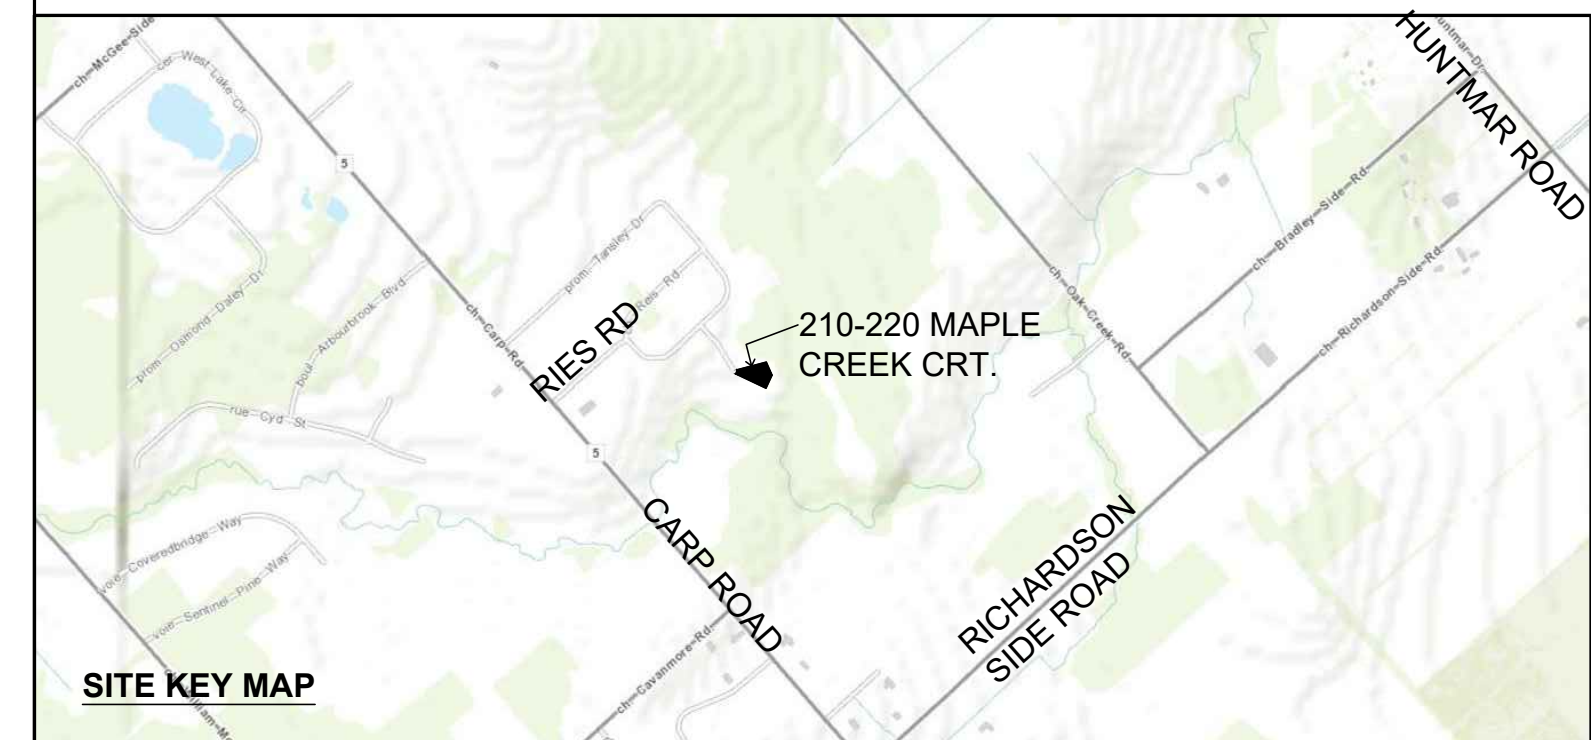 ch-McGee-Side
cer-West-Lake-Cir
5
HUNTMAR ROAD
ch-Bradley-Side-Rd
ch-Richardson-Side-Rd
prom-Tansley-Dr
Reis-Rd
RIES RD
210-220 MAPLE
CREEK CRT.
ch-Oak-Creek-Rd
prom-Osmond-Daley-Dr
boul-Arbourbrook-Blvd
ch-Carp-Rd
rue-Cyd-St
5
CARP ROAD
RICHARDSON
SIDE ROAD
voie-Coveredbridge-Way
voie-Sentinel-Pine-Way
ch-Cavanmore-Rd
SITE KEY MAP